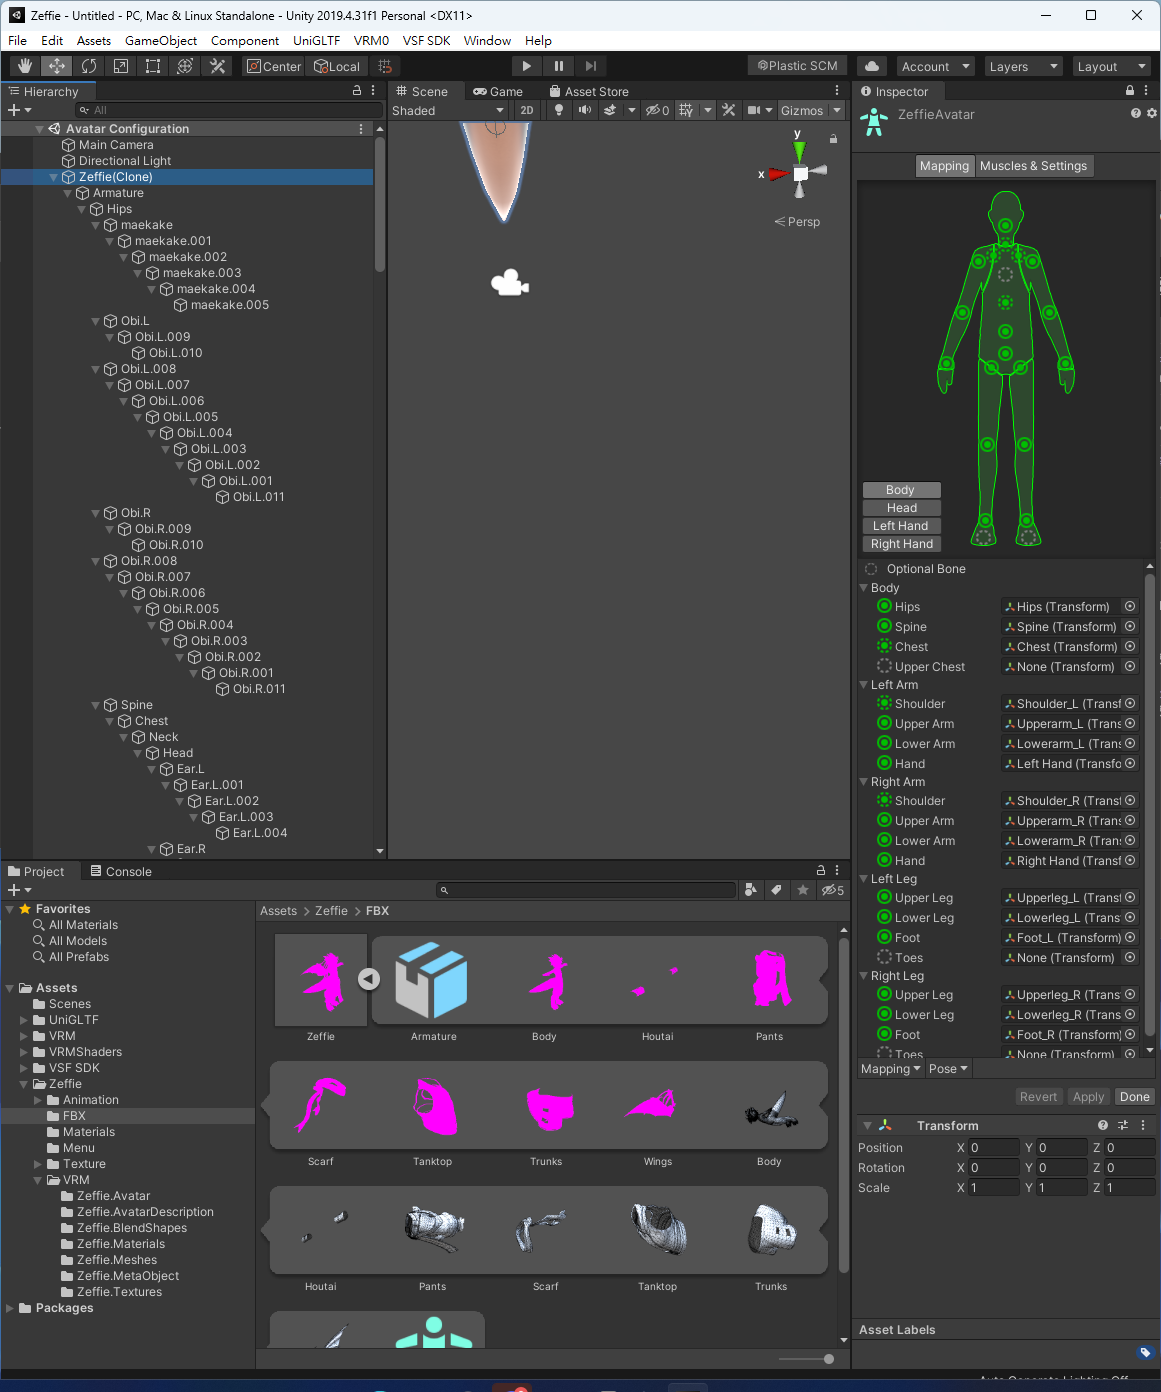 Zeffie - Untitled - PC, Mac & Linux Standalone - Unity 2019.4.31f1 Personal <DX11>
File Edit Assets GameObject Component UniGLTF VRM0 VSF SDK Window Help
Center Local Plastic SCM Account Layers Layout
Hierarchy
All
Avatar Configuration
Main Camera
Directional Light
Zeffie(Clone)
Armature
Hips
maekake
maekake.001
maekake.002
maekake.003
maekake.004
maekake.005
Obi.L
Obi.L.009
Obi.L.010
Obi.L.008
Obi.L.007
Obi.L.006
Obi.L.005
Obi.L.004
Obi.L.003
Obi.L.002
Obi.L.001
Obi.L.011
Obi.R
Obi.R.009
Obi.R.010
Obi.R.008
Obi.R.007
Obi.R.006
Obi.R.005
Obi.R.004
Obi.R.003
Obi.R.002
Obi.R.001
Obi.R.011
Spine
Chest
Neck
Head
Ear.L
Ear.L.001
Ear.L.002
Ear.L.003
Ear.L.004
Ear.R
Scene Game Asset Store
Shaded 2D 0 Gizmos
y
x
Persp
Inspector
ZeffieAvatar
Mapping Muscles & Settings
Body
Head
Left Hand
Right Hand
Optional Bone
Body
Hips Hips (Transform)
Spine Spine (Transform)
Chest Chest (Transform)
Upper Chest None (Transform)
Left Arm
Shoulder Shoulder_L (Transf
Upper Arm Upperarm_L (Trans
Lower Arm Lowerarm_L (Trans
Hand Left Hand (Transfo
Right Arm
Shoulder Shoulder_R (Transf
Upper Arm Upperarm_R (Trans
Lower Arm Lowerarm_R (Trans
Hand Right Hand (Transf
Left Leg
Upper Leg Upperleg_L (Trans
Lower Leg Lowerleg_L (Trans
Foot Foot_L (Transform)
Toes None (Transform)
Right Leg
Upper Leg Upperleg_R (Trans
Lower Leg Lowerleg_R (Trans
Foot Foot_R (Transform)
Toes None (Transform)
Mapping Pose
Revert Apply Done
Transform
Position X 0 Y 0 Z 0
Rotation X 0 Y 0 Z 0
Scale X 1 Y 1 Z 1
Asset Labels
Project Console
5
Favorites
All Materials
All Models
All Prefabs
Assets
Scenes
UniGLTF
VRM
VRMShaders
VSF SDK
Zeffie
Animation
FBX
Materials
Menu
Texture
VRM
Zeffie.Avatar
Zeffie.AvatarDescription
Zeffie.BlendShapes
Zeffie.Materials
Zeffie.Meshes
Zeffie.MetaObject
Zeffie.Textures
Packages
Assets > Zeffie > FBX
Zeffie Armature Body Houtai Pants
Scarf Tanktop Trunks Wings Body
Houtai Pants Scarf Tanktop Trunks
Auto Generate Lighting Off